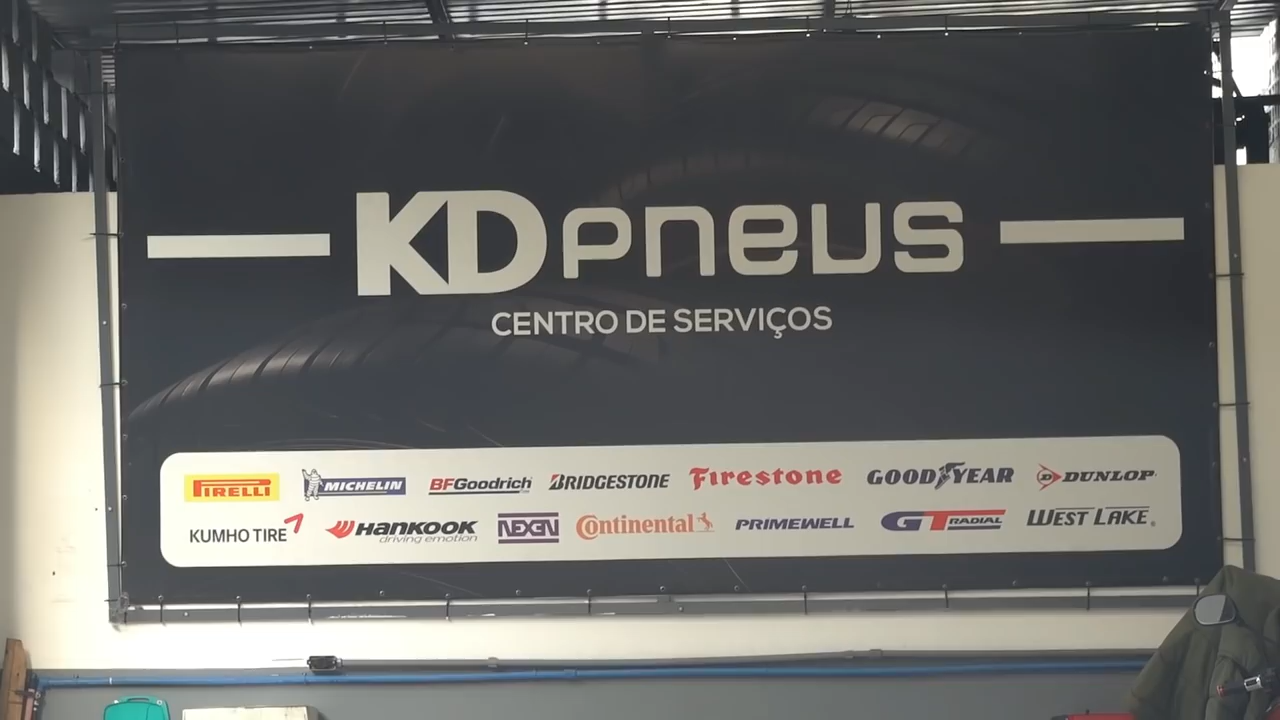 KD pneus
CENTRO DE SERVIÇOS
PIRELLI MICHELIN BFGoodrich BRIDGESTONE Firestone GOODYEAR DUNLOP
KUMHO TIRE HANKOOK driving emotion NEXEN Continental PRIMEWELL GT RADIAL WEST LAKE